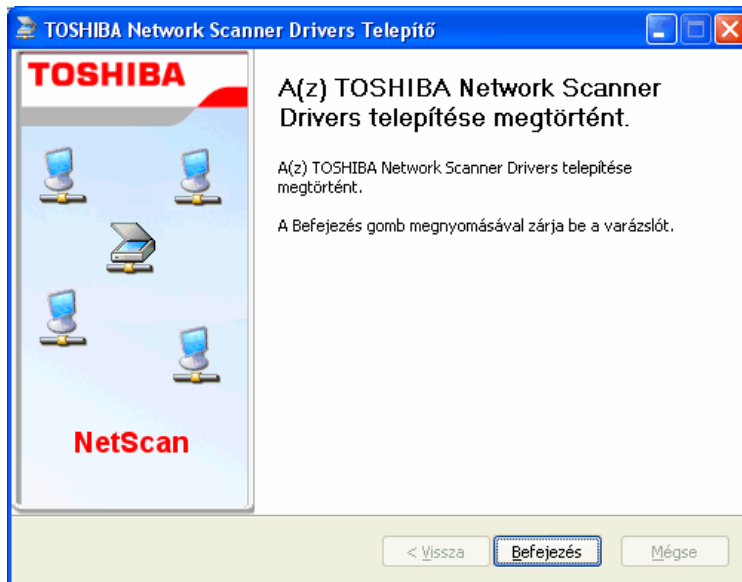 TOSHIBA Network Scanner Drivers Telepítő
TOSHIBA
NetScan
A(z) TOSHIBA Network Scanner
Drivers telepítése megtörtént.
A(z) TOSHIBA Network Scanner Drivers telepítése
megtörtént.
A Befejezés gomb megnyomásával zárja be a varázslót.
< Vissza
Befejezés
Mégse